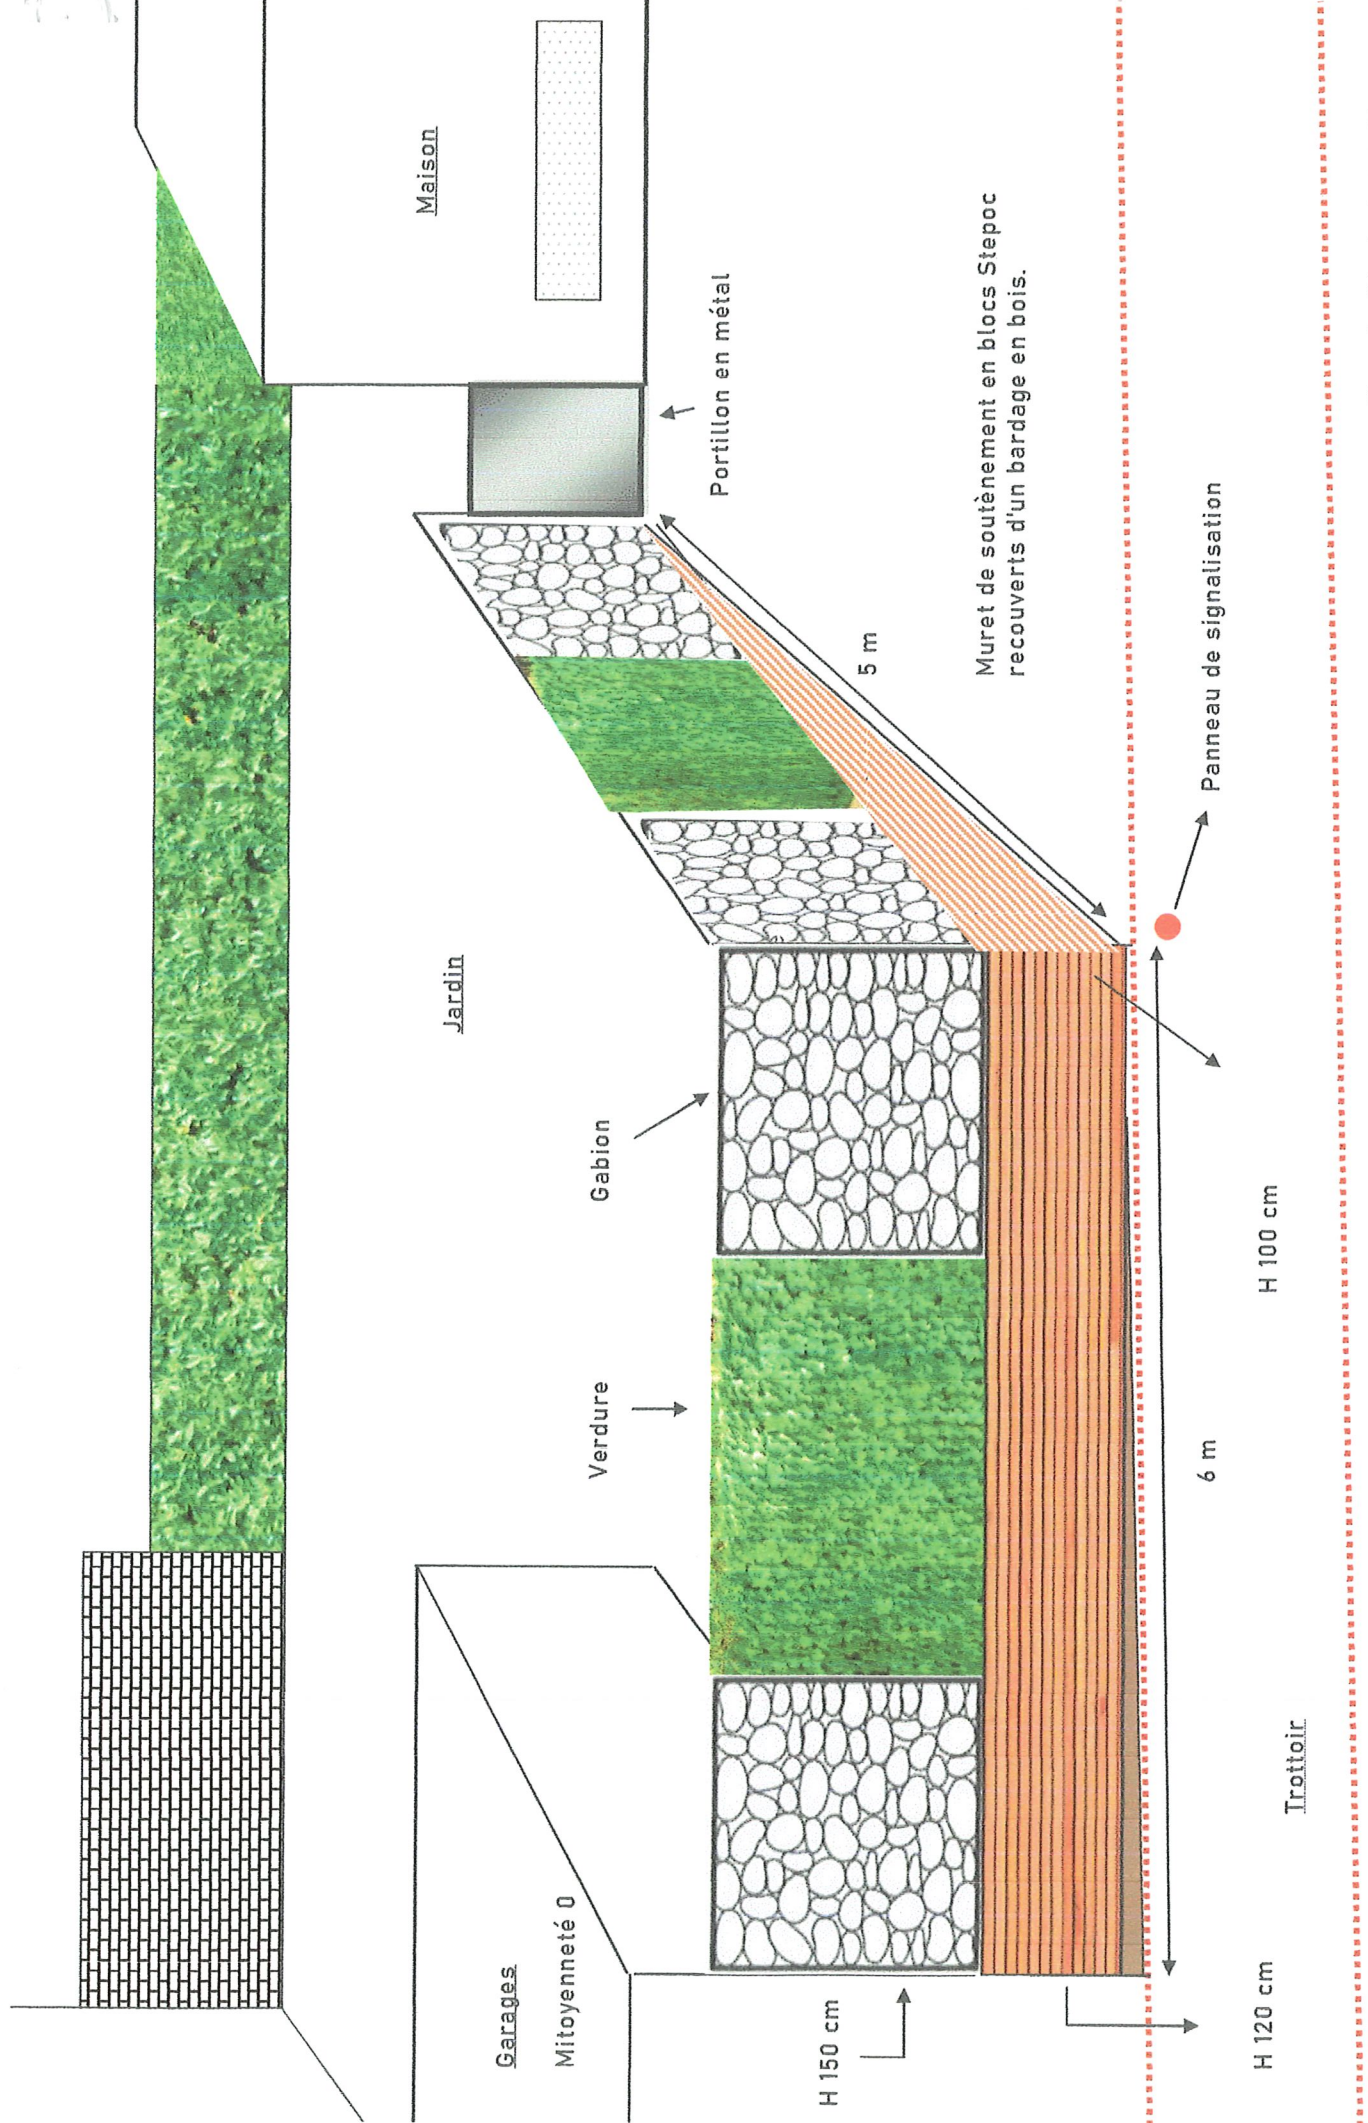 Garages
Mitoyenneté 0
H 150 cm
H 120 cm
Verdure
Gabion
Jardin
Maison
Portillon en métal
5 m
Muret de soutènement en blocs Stepoc
recouverts d'un bardage en bois.
Panneau de signalisation
6 m
H 100 cm
Trottoir